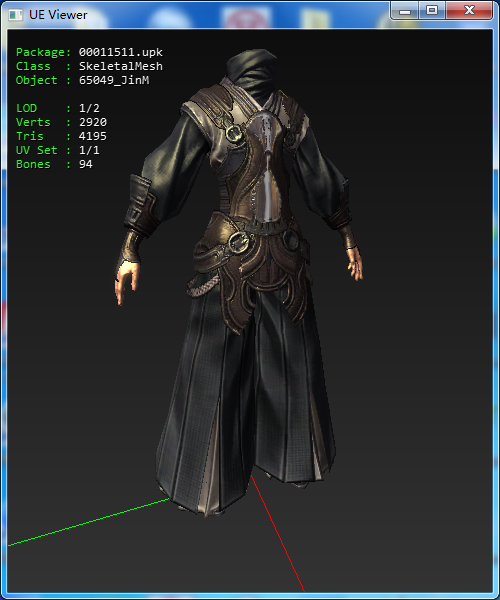 UE Viewer
Package: 00011511.upk
Class : SkeletalMesh
Object : 65049_JinM
LOD : 1/2
Verts : 2920
Tris : 4195
UV Set : 1/1
Bones : 94